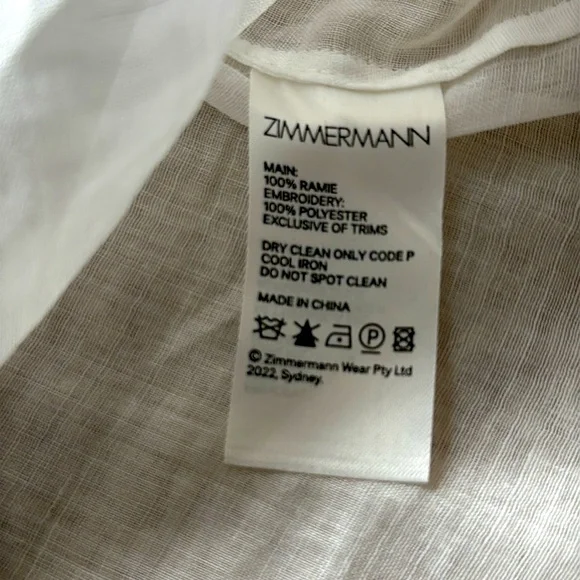 ZIMMERMANN
MAIN:
100% RAMIE
EMBROIDERY:
100% POLYESTER
EXCLUSIVE OF TRIMS
DRY CLEAN ONLY CODE P
COOL IRON
DO NOT SPOT CLEAN
MADE IN CHINA
P
© Zimmermann Wear Pty Ltd
2022, Sydney.